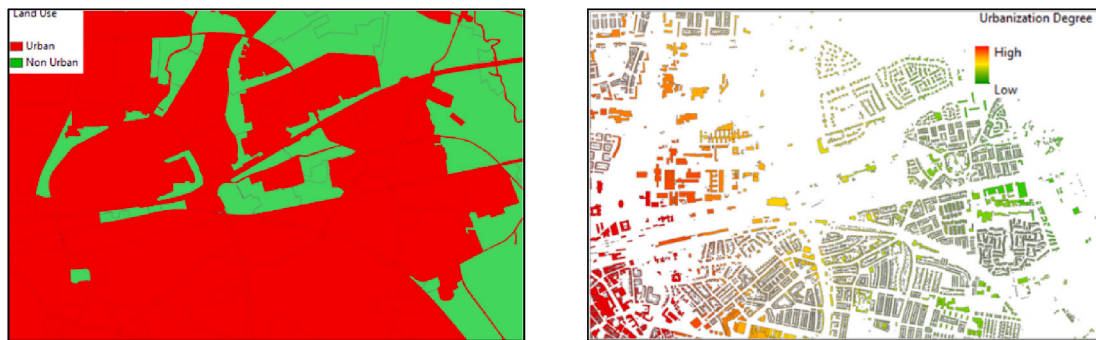 Land Use
Urban
Non Urban
Urbanization Degree
High
Low